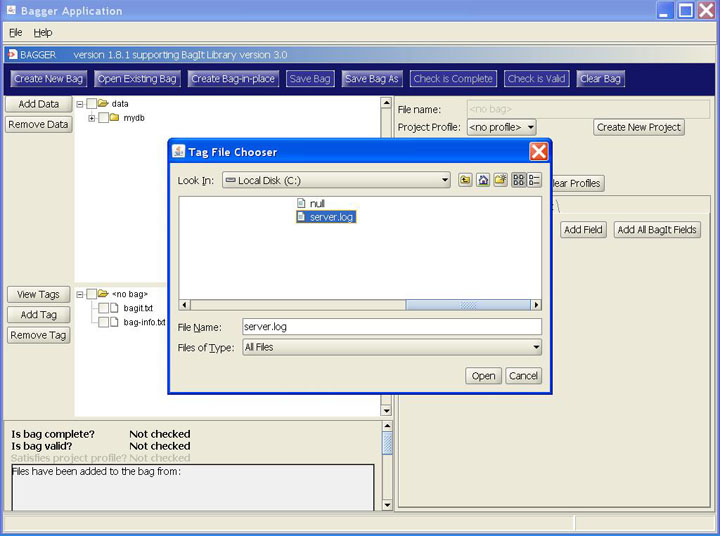 Bagger Application
File Help
BAGGER version 1.8.1 supporting BagIt Library version 3.0
Create New Bag Open Existing Bag Create Bag-in-place Save Bag Save Bag As Check is Complete Check is Valid Clear Bag
Add Data
Remove Data
data
mydb
File name: <no bag>
Project Profile: <no profile> Create New Project
lear Profiles
Add Field Add All BagIt Fields
Tag File Chooser
Look In: Local Disk (C:)
null
server.log
File Name: server.log
Files of Type: All Files
Open Cancel
View Tags
Add Tag
Remove Tag
<no bag>
bagit.txt
bag-info.txt
Is bag complete? Not checked
Is bag valid? Not checked
Satisfies project profile? Not checked
Files have been added to the bag from: